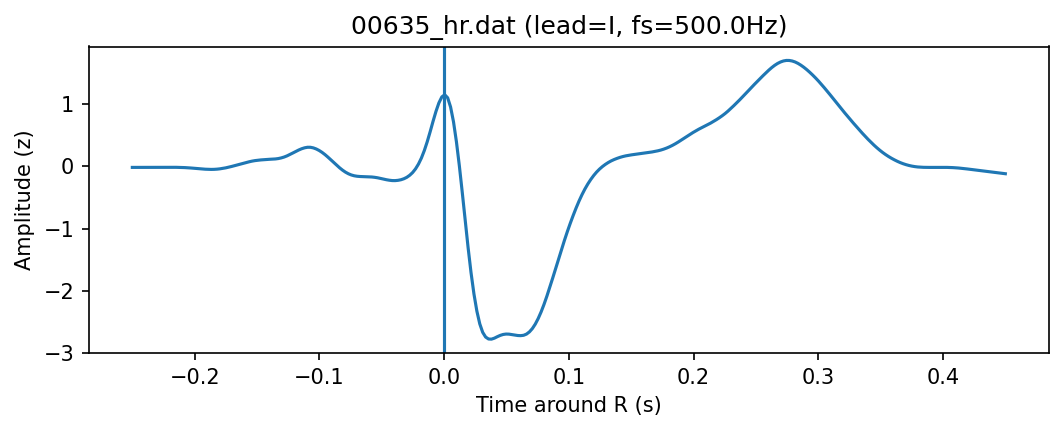 00635_hr.dat (lead=I, fs=500.0Hz)
Amplitude (z)
1
0
−1
−2
−3
−0.2 −0.1 0.0 0.1 0.2 0.3 0.4
Time around R (s)